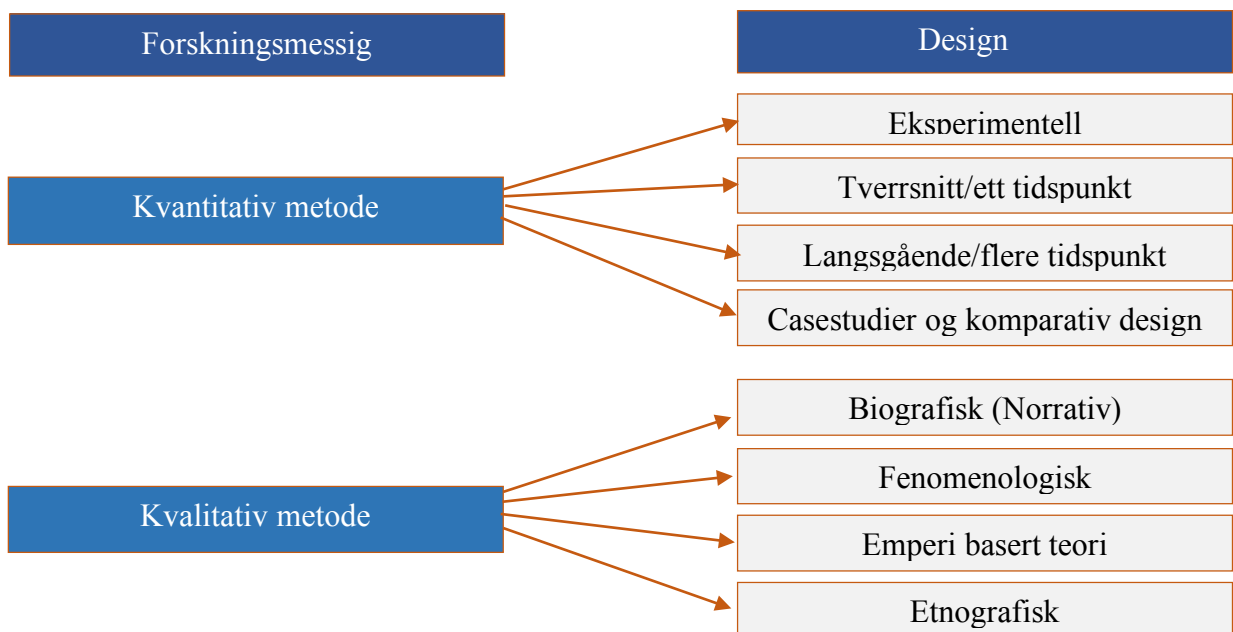 Forskningsmessig
Design
Kvantitativ metode
Eksperimentell
Tverrsnitt/ett tidspunkt
Langsgående/flere tidspunkt
Casestudier og komparativ design
Kvalitativ metode
Biografisk (Norrativ)
Fenomenologisk
Emperi basert teori
Etnografisk